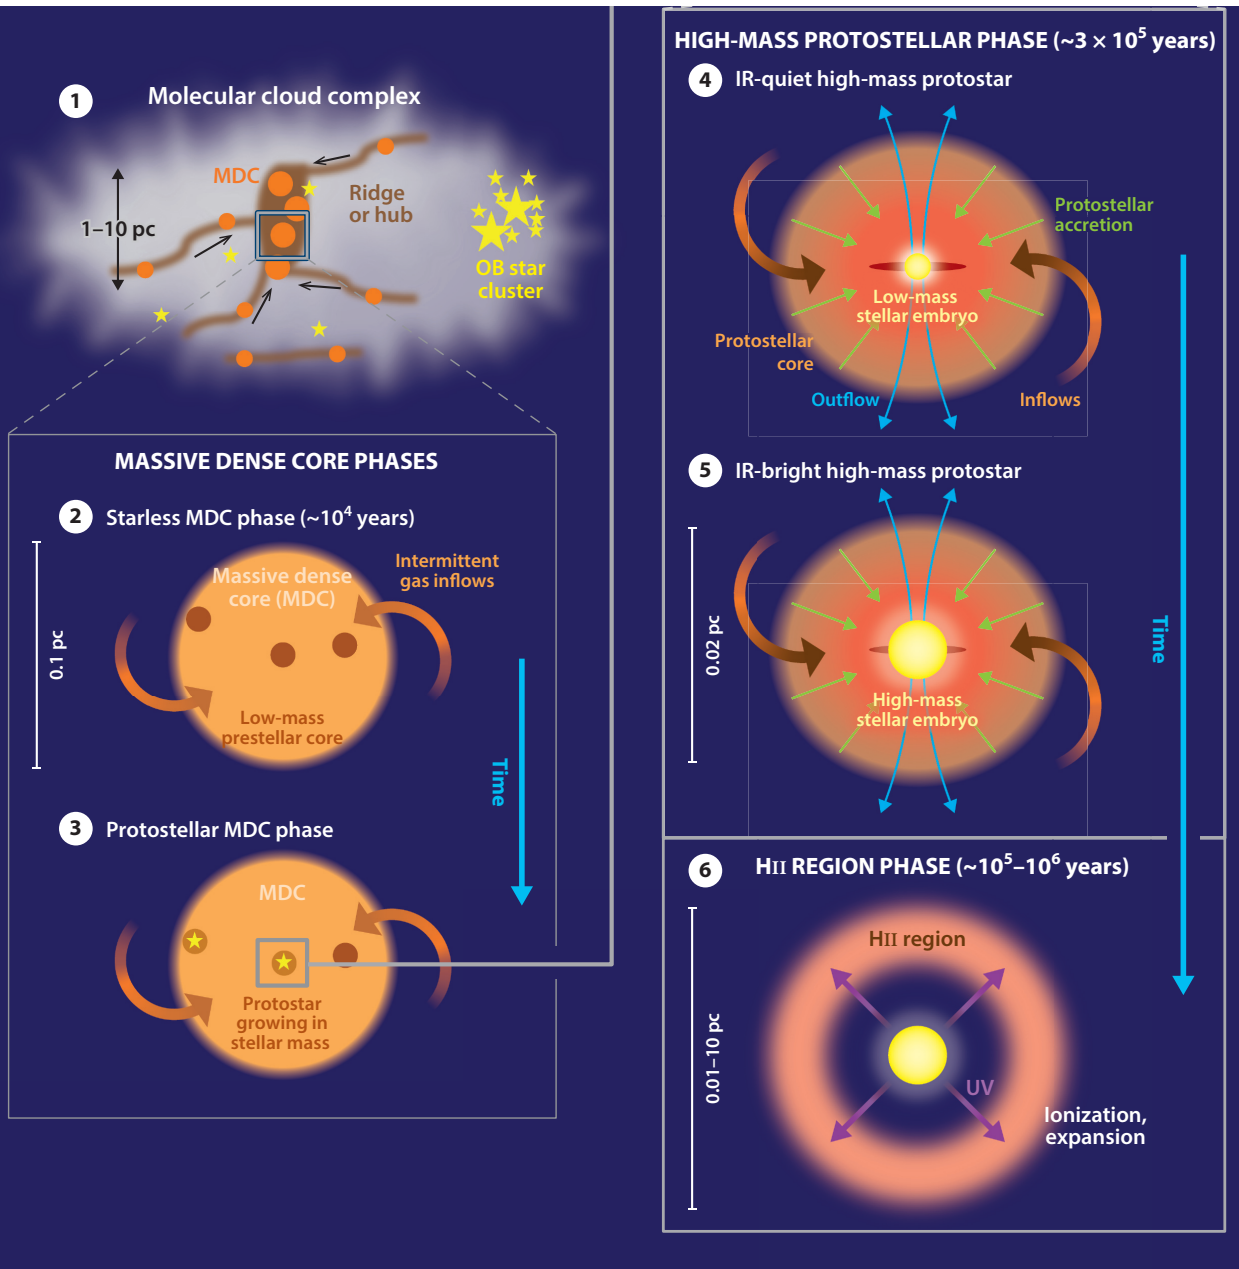 1
Molecular cloud complex
MDC
Ridge
or hub
1–10 pc
OB star
cluster
MASSIVE DENSE CORE PHASES
2
Starless MDC phase (~10⁴ years)
Intermittent
gas inflows
Massive dense
core (MDC)
0.1 pc
Low-mass
prestellar core
Time
3
Protostellar MDC phase
MDC
Protostar
growing in
stellar mass
HIGH-MASS PROTOSTELLAR PHASE (~3 × 10⁵ years)
4
IR-quiet high-mass protostar
Protostellar
accretion
Low-mass
stellar embryo
Protostellar
core
Outflow
Inflows
5
IR-bright high-mass protostar
0.02 pc
High-mass
stellar embryo
Time
6
HII REGION PHASE (~10⁵–10⁶ years)
HII region
0.01–10 pc
UV
Ionization,
expansion